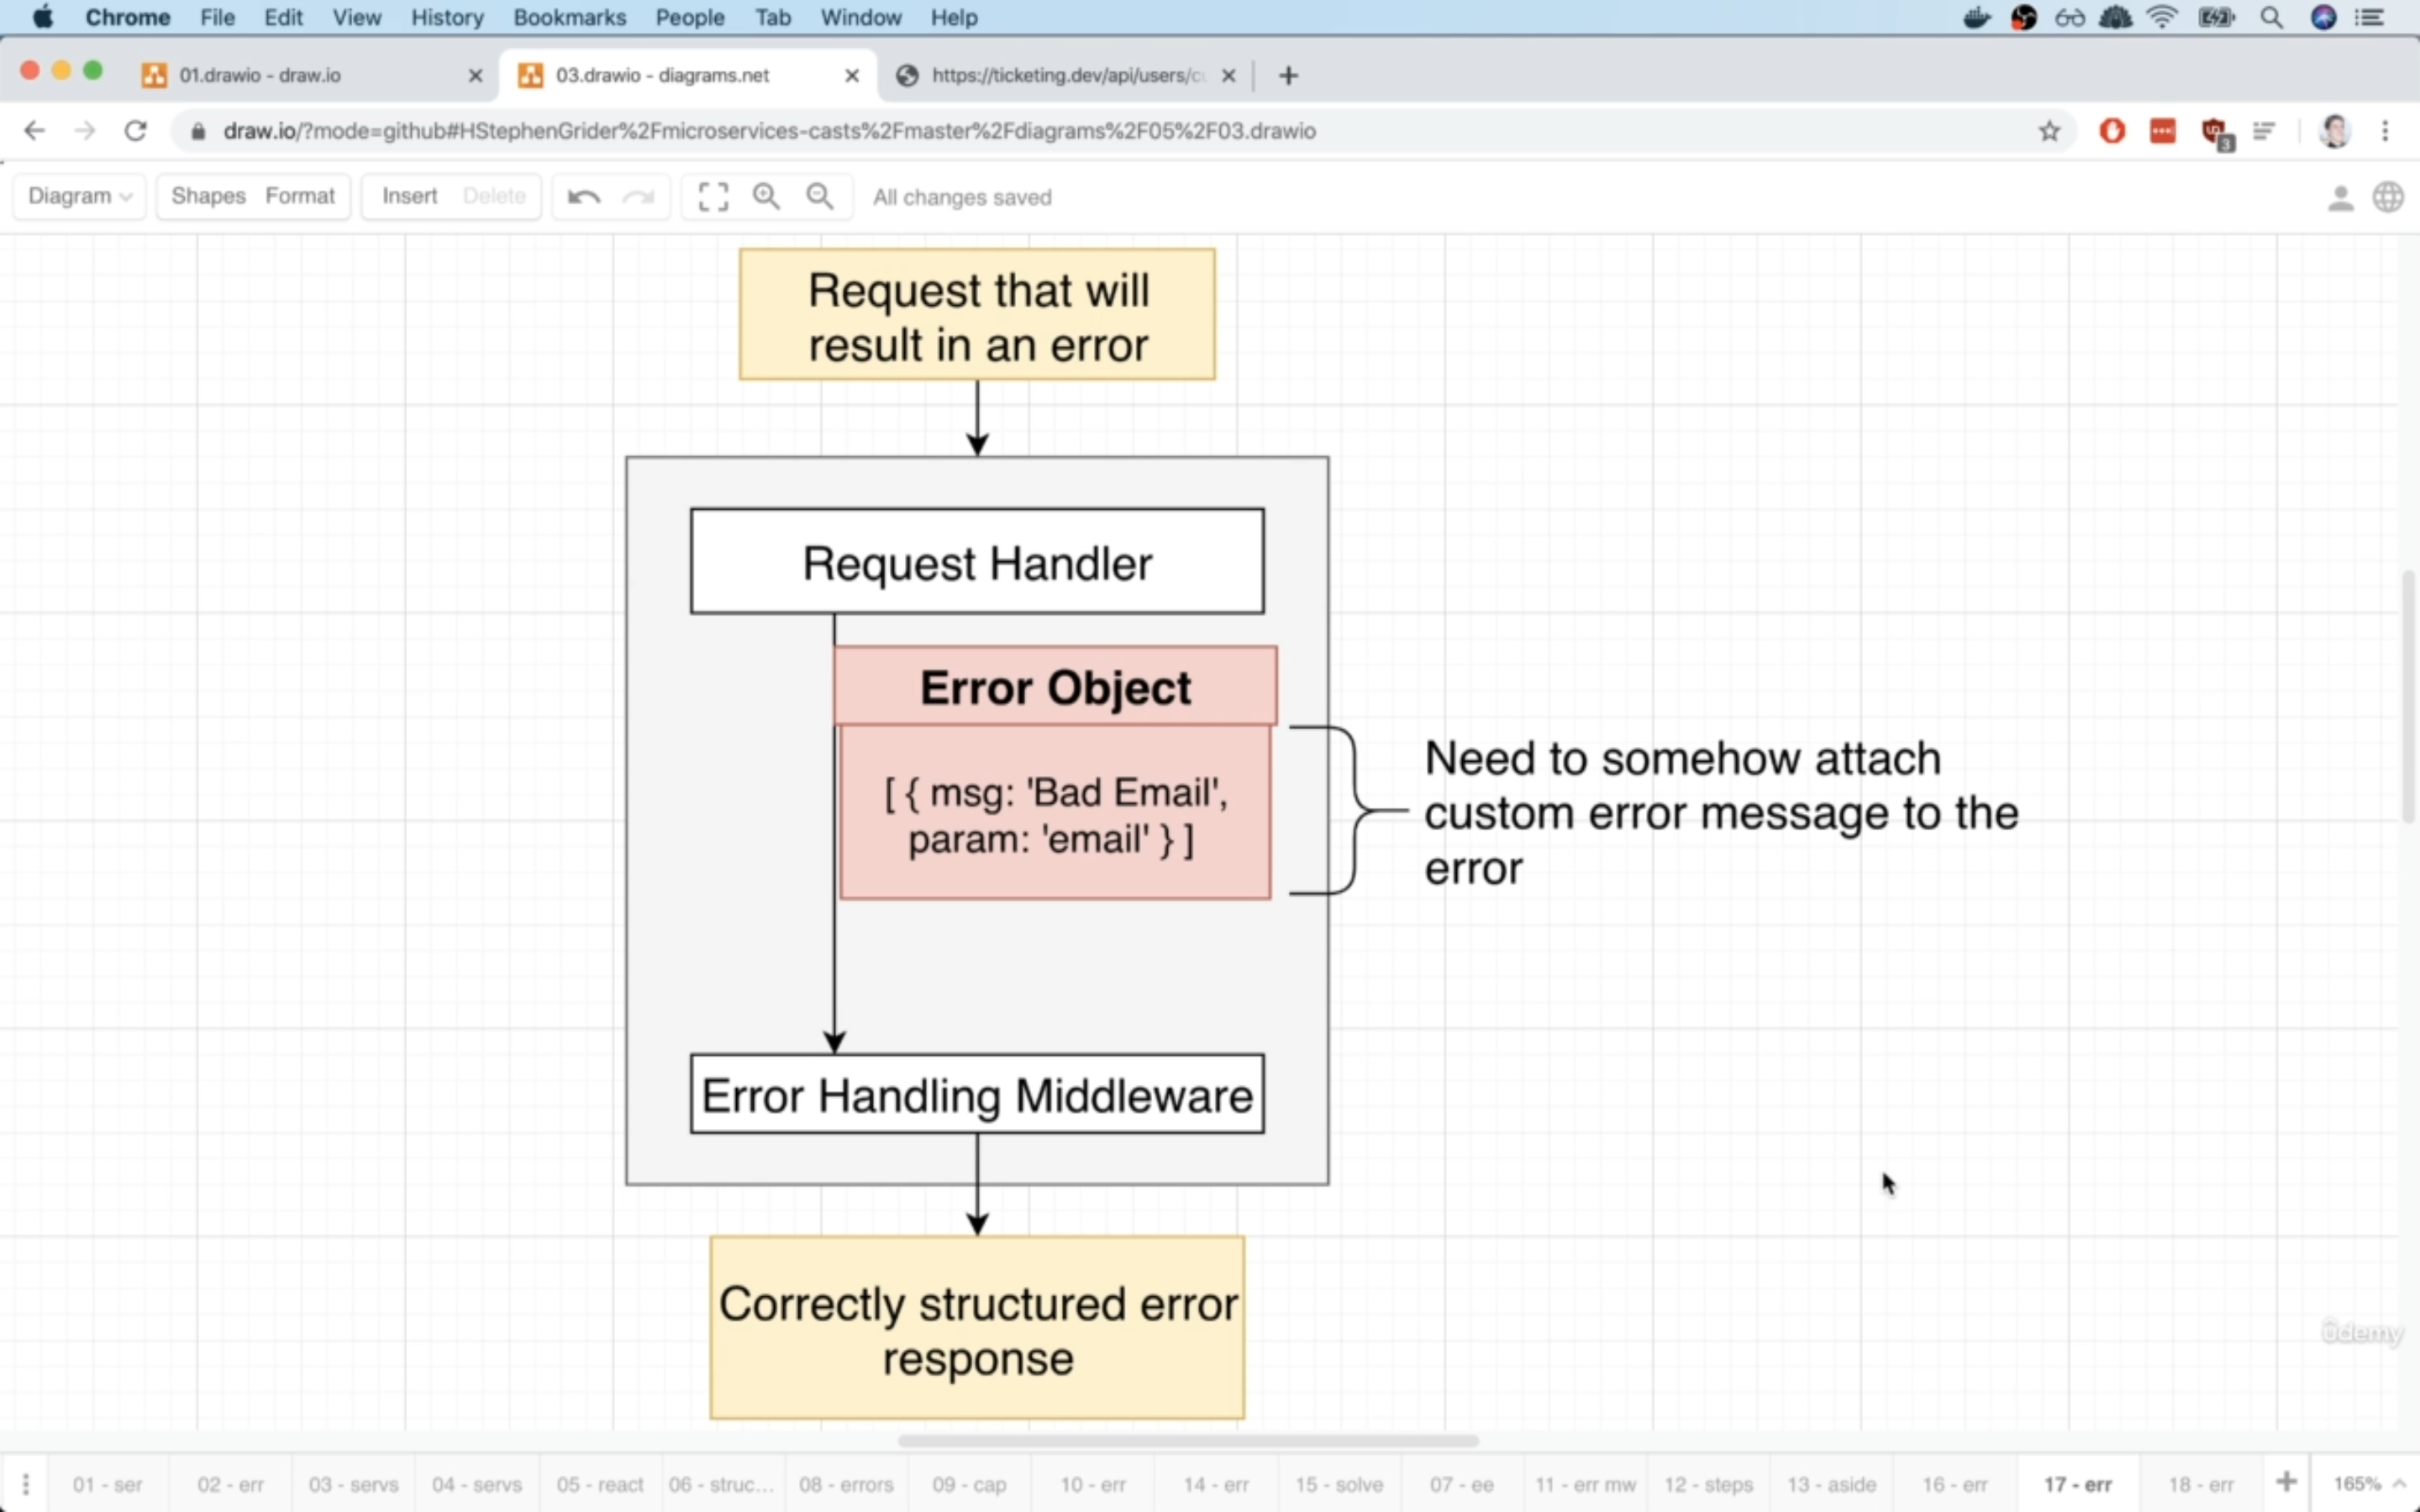 Chrome File Edit View History Bookmarks People Tab Window Help
01.drawio - draw.io
03.drawio - diagrams.net
https://ticketing.dev/api/users/c
draw.io/?mode=github#HStephenGrider%2Fmicroservices-casts%2Fmaster%2Fdiagrams%2F05%2F03.drawio
3
Diagram Shapes Format Insert Delete All changes saved
Request that will
result in an error
Request Handler
Error Object
[ { msg: 'Bad Email',
param: 'email' } ]
Need to somehow attach
custom error message to the
error
Error Handling Middleware
Correctly structured error
response
ûdemy
01 - ser 02 - err 03 - servs 04 - servs 05 - react 06 - struc... 08 - errors 09 - cap 10 - err 14 - err 15 - solve 07 - ee 11 - err mw 12 - steps 13 - aside 16 - err 17 - err 18 - err 165%